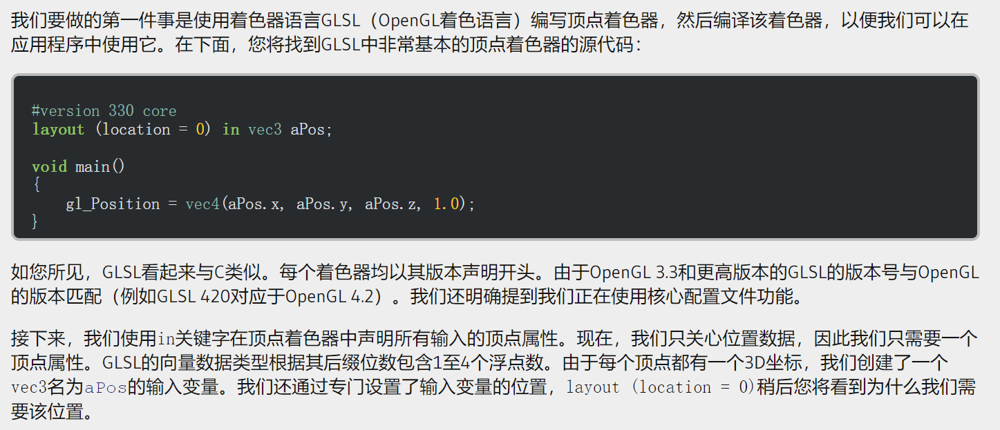 我们要做的第一件事是使用着色器语言GLSL（OpenGL着色语言）编写顶点着色器，然后编译该着色器，以便我们可以在
应用程序中使用它。在下面，您将找到GLSL中非常基本的顶点着色器的源代码：
#version 330 core
layout (location = 0) in vec3 aPos;
void main()
{
    gl_Position = vec4(aPos.x, aPos.y, aPos.z, 1.0);
}
如您所见，GLSL看起来与C类似。每个着色器均以其版本声明开头。由于OpenGL 3.3和更高版本的GLSL的版本号与OpenGL
的版本匹配（例如GLSL 420对应于OpenGL 4.2）。我们还明确提到我们正在使用核心配置文件功能。
接下来，我们使用in关键字在顶点着色器中声明所有输入的顶点属性。现在，我们只关心位置数据，因此我们只需要一个
顶点属性。GLSL的向量数据类型根据其后缀位数包含1至4个浮点数。由于每个顶点都有一个3D坐标，我们创建了一个
vec3名为aPos的输入变量。我们还通过专门设置了输入变量的位置，layout (location = 0)稍后您将看到为什么我们需
要该位置。